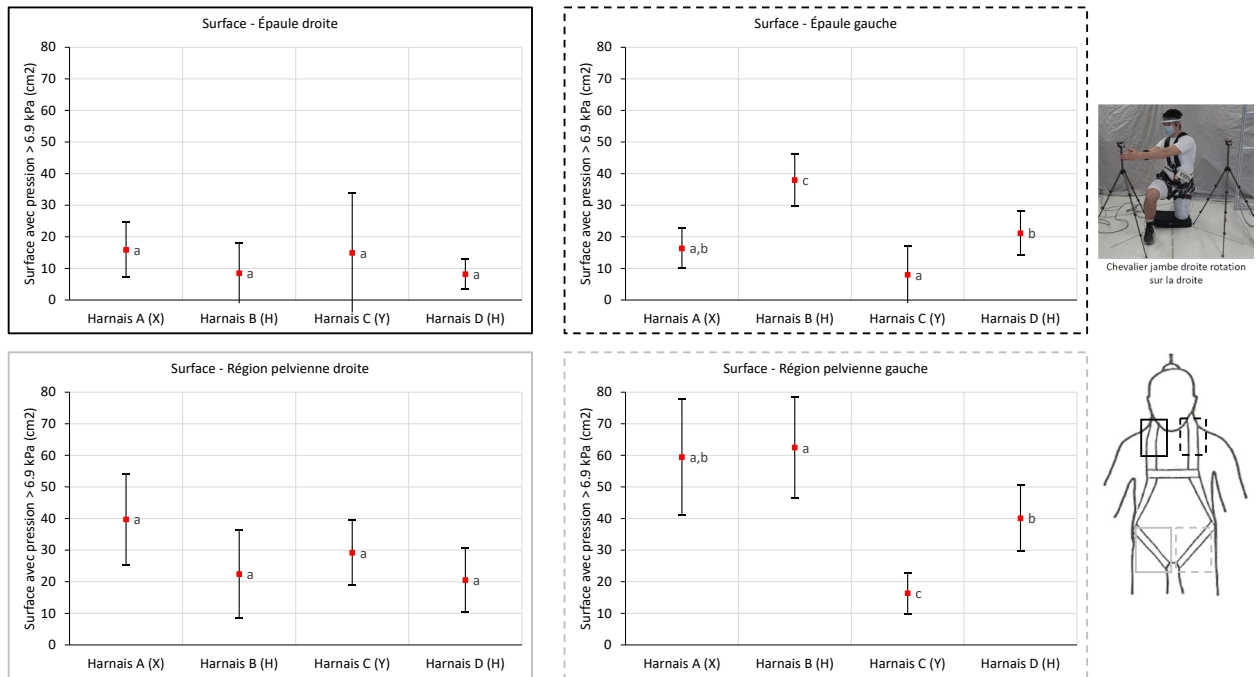 Surface - Épaule droite
Surface avec pression > 6.9 kPa (cm2)
80
70
60
50
40
30
20
10
0
a
a
a
a
Harnais A (X)
Harnais B (H)
Harnais C (Y)
Harnais D (H)
Surface - Épaule gauche
Surface avec pression > 6.9 kPa (cm2)
80
70
60
50
40
30
20
10
0
a,b
c
a
b
Harnais A (X)
Harnais B (H)
Harnais C (Y)
Harnais D (H)
Chevalier jambe droite rotation
sur la droite
Surface - Région pelvienne droite
Surface avec pression > 6.9 kPa (cm2)
80
70
60
50
40
30
20
10
0
a
a
a
a
Harnais A (X)
Harnais B (H)
Harnais C (Y)
Harnais D (H)
Surface - Région pelvienne gauche
Surface avec pression > 6.9 kPa (cm2)
80
70
60
50
40
30
20
10
0
a,b
a
c
b
Harnais A (X)
Harnais B (H)
Harnais C (Y)
Harnais D (H)